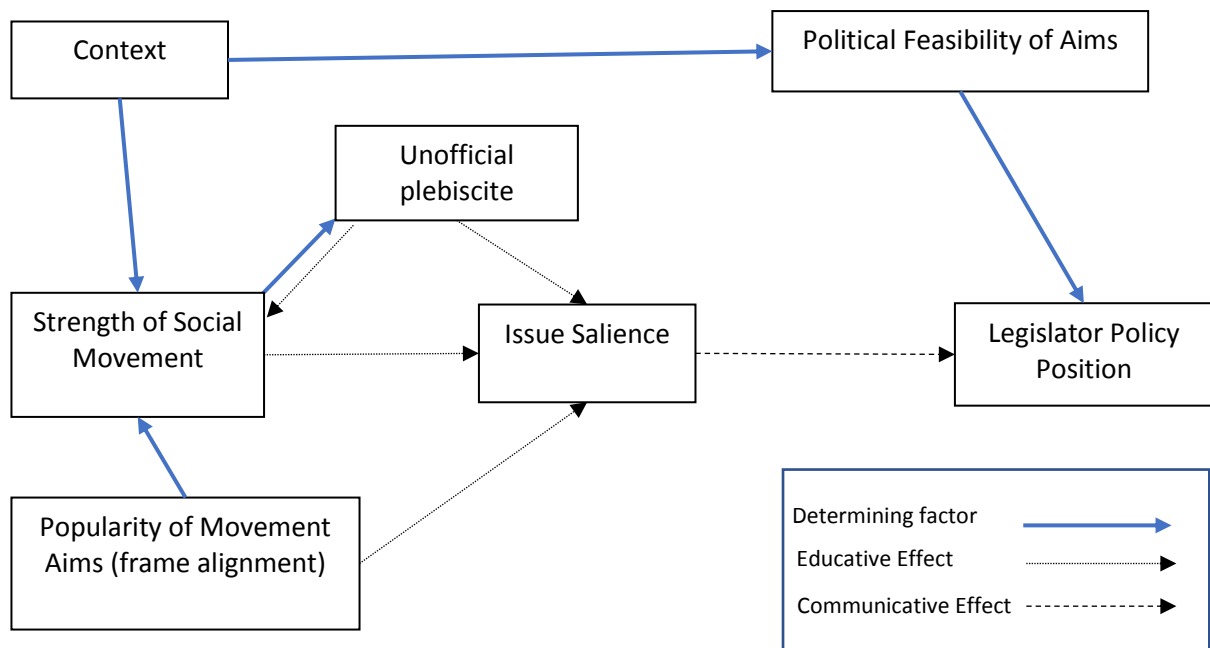 Context
Political Feasibility of Aims
Unofficial
plebiscite
Strength of Social
Movement
Issue Salience
Legislator Policy
Position
Popularity of Movement
Aims (frame alignment)
Determining factor
Educative Effect
Communicative Effect